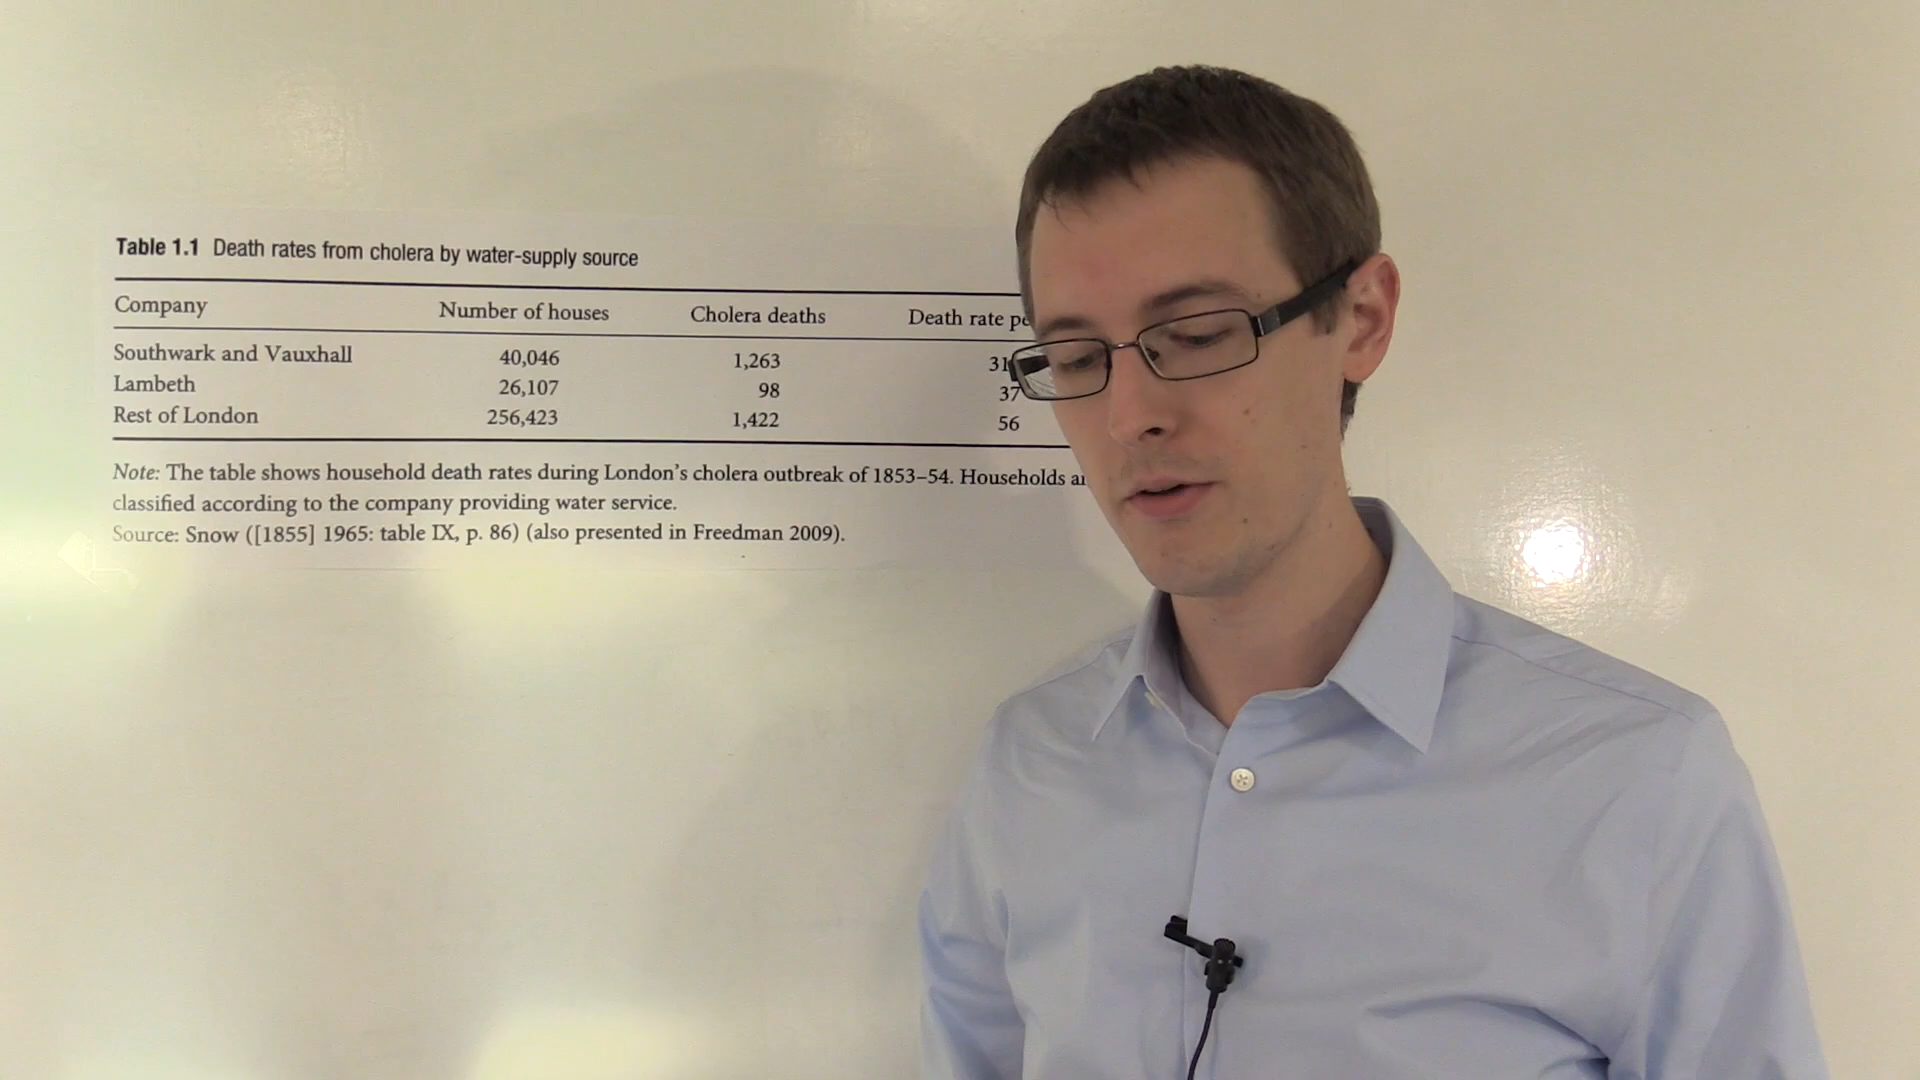 Table 1.1 Death rates from cholera by water-supply source
Company Number of houses Cholera deaths Death rate
Southwark and Vauxhall 40,046 1,263
Lambeth 26,107 98 37
Rest of London 256,423 1,422 56
Note: The table shows household death rates during London's cholera outbreak of 1853–54. Households
classified according to the company providing water service.
Source: Snow ([1855] 1965: table IX, p. 86) (also presented in Freedman 2009).